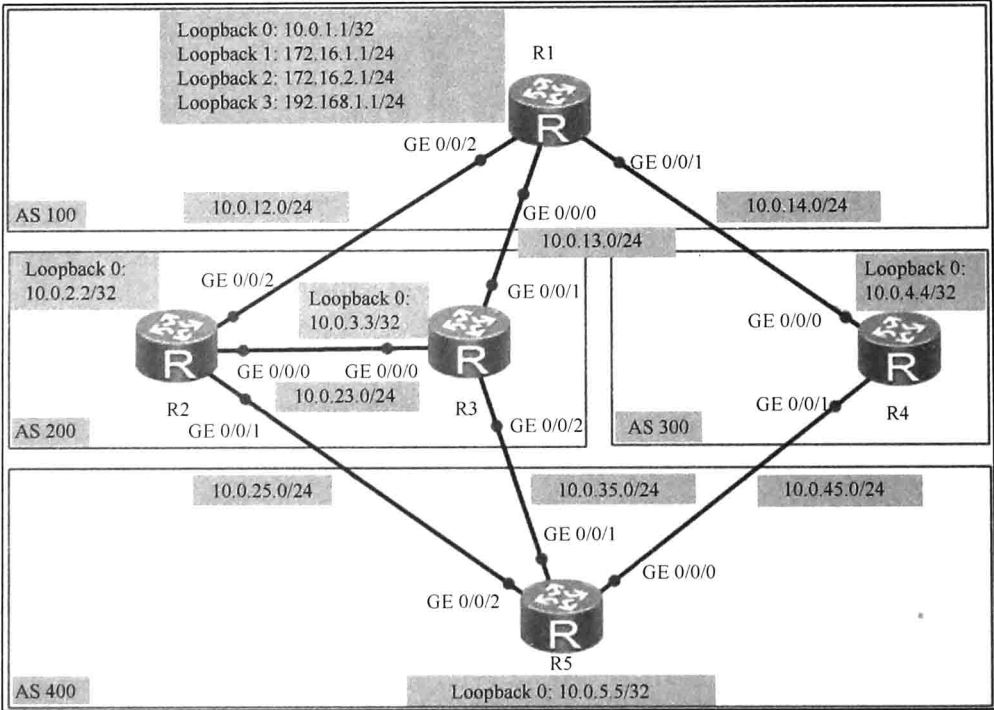 Loopback 0: 10.0.1.1/32
Loopback 1: 172.16.1.1/24
Loopback 2: 172.16.2.1/24
Loopback 3: 192.168.1.1/24
R1
R
GE 0/0/2
GE 0/0/1
10.0.12.0/24
GE 0/0/0
10.0.14.0/24
AS 100
10.0.13.0/24
Loopback 0:
10.0.2.2/32
GE 0/0/2
Loopback 0:
10.0.3.3/32
GE 0/0/1
Loopback 0:
10.0.4.4/32
GE 0/0/0
R
R
R
GE 0/0/0
GE 0/0/0
10.0.23.0/24
R2
R3
GE 0/0/1
R4
GE 0/0/1
GE 0/0/2
AS 200
AS 300
10.0.25.0/24
10.0.35.0/24
10.0.45.0/24
GE 0/0/1
GE 0/0/2
GE 0/0/0
R
R5
AS 400
Loopback 0: 10.0.5.5/32